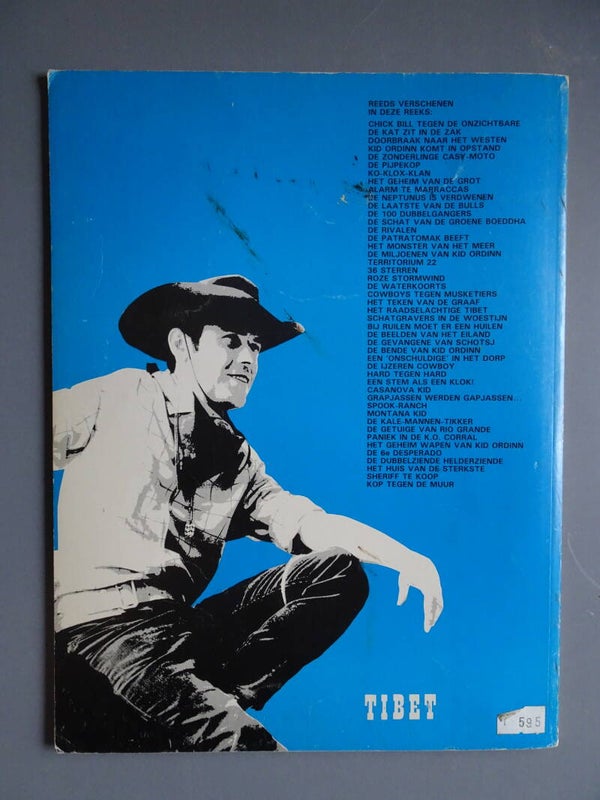 REEDS VERSCHENEN
IN DEZE REEKS:
CHICK BILL TEGEN DE ONZICHTBARE
DE KAT ZIT IN DE ZAK
DOORBRAAK NAAR HET WESTEN
KID ORDINN KOMT IN OPSTAND
DE ZONDERLINGE CASY-MOTO
DE PIJPEKOP
KO-KLOX-KLAN
HET GEHEIM VAN DE GROT
ALARM TE MARRACCAS
DE NEPTUNUS IS VERDWENEN
DE LAATSTE VAN DE BULLS
DE 100 DUBBELGANGERS
DE SCHAT VAN DE GROENE BOEDDHA
DE RIVALEN
DE PATRATOMAK BEEFT
HET MONSTER VAN HET MEER
DE MILJOENEN VAN KID ORDINN
TERRITORIUM 22
36 STERREN
ROZE STORMWIND
DE WATERKOORTS
COWBOYS TEGEN MUSKETIERS
HET TEKEN VAN DE GRAAF
HET RAADSELACHTIGE TIBET
SCHATGRAVERS IN DE WOESTIJN
BIJ RUILEN MOET ER EEN HUILEN
DE BEELDEN VAN HET EILAND
DE GEVANGENE VAN SCHOTSJ
DE BENDE VAN KID ORDINN
EEN 'ONSCHULDIGE' IN HET DORP
DE IJZEREN COWBOY
HARD TEGEN HARD
EEN STEM ALS EEN KLOK!
CASANOVA KID
GRAPJASSEN WERDEN GAPJASSEN...
SPOOK-RANCH
MONTANA KID
DE KALE-MANNEN-TIKKER
DE GETUIGE VAN RIO GRANDE
PANIEK IN DE K.O. CORRAL
HET GEHEIM WAPEN VAN KID ORDINN
DE 6e DESPERADO
DE DUBBELZIENDE HELDERZIENDE
HET HUIS VAN DE STERKSTE
SHERIFF TE KOOP
KOP TEGEN DE MUUR
TIBET
595